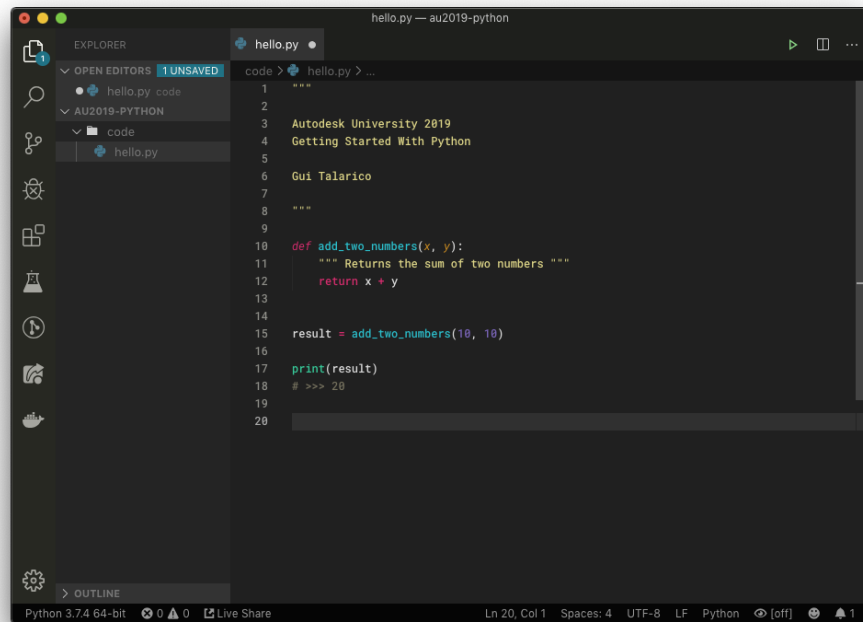 hello.py — au2019-python
EXPLORER
OPEN EDITORS 1 UNSAVED
hello.py code
AU2019-PYTHON
code
hello.py
OUTLINE
1
hello.py
code > hello.py > ...
1 """
2
3 Autodesk University 2019
4 Getting Started With Python
5
6 Gui Talarico
7
8 """
9
10 def add_two_numbers(x, y):
11 """ Returns the sum of two numbers """
12 return x + y
13
14
15 result = add_two_numbers(10, 10)
16
17 print(result)
18 # >>> 20
19
20
Python 3.7.4 64-bit 0 0 Live Share Ln 20, Col 1 Spaces: 4 UTF-8 LF Python [off] 1